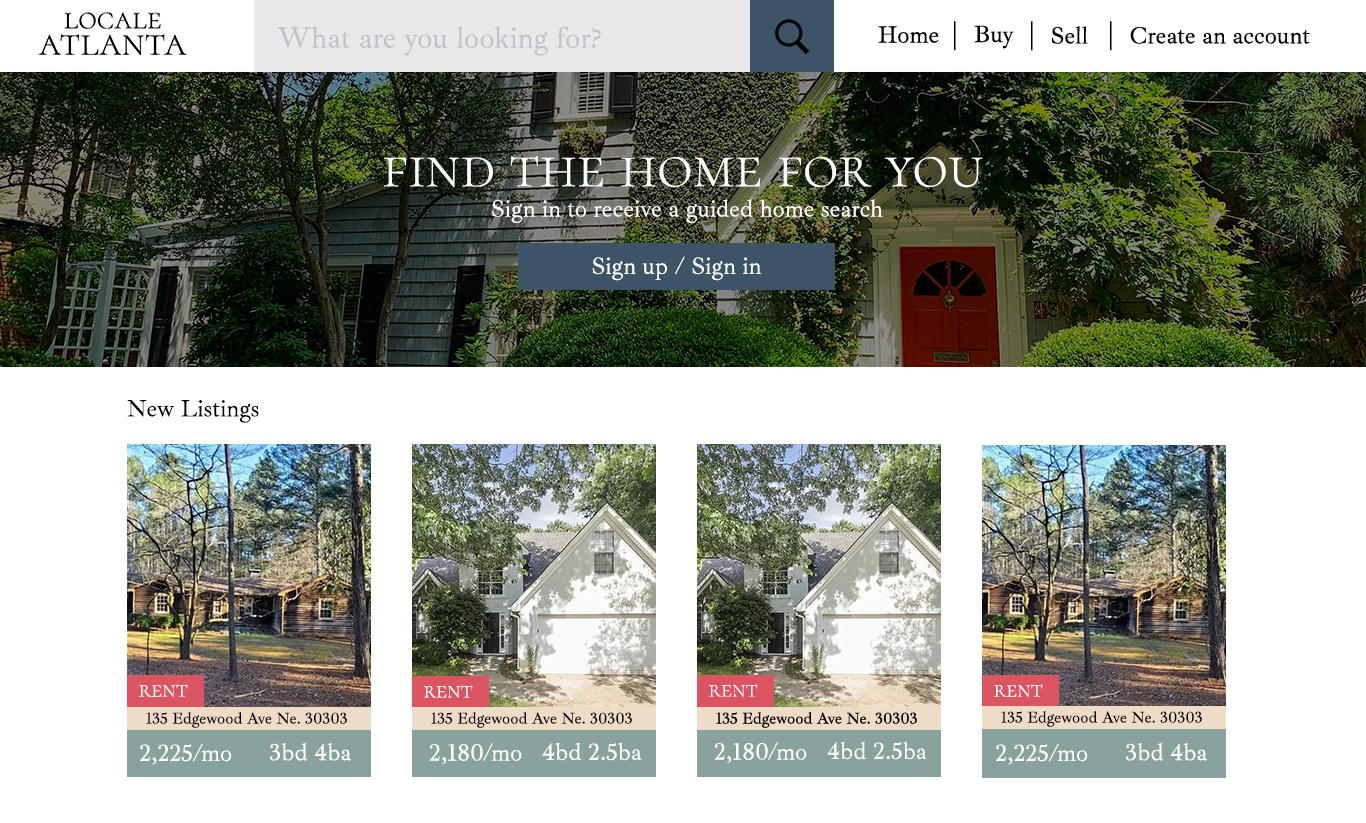 LOCALE
ATLANTA
What are you looking for?
Home | Buy | Sell | Create an account
FIND THE HOME FOR YOU
Sign in to receive a guided home search
Sign up / Sign in
New Listings
RENT
135 Edgewood Ave Ne. 30303
2,225/mo 3bd 4ba
RENT
135 Edgewood Ave Ne. 30303
2,180/mo 4bd 2.5ba
RENT
135 Edgewood Ave Ne. 30303
2,180/mo 4bd 2.5ba
RENT
135 Edgewood Ave Ne. 30303
2,225/mo 3bd 4ba